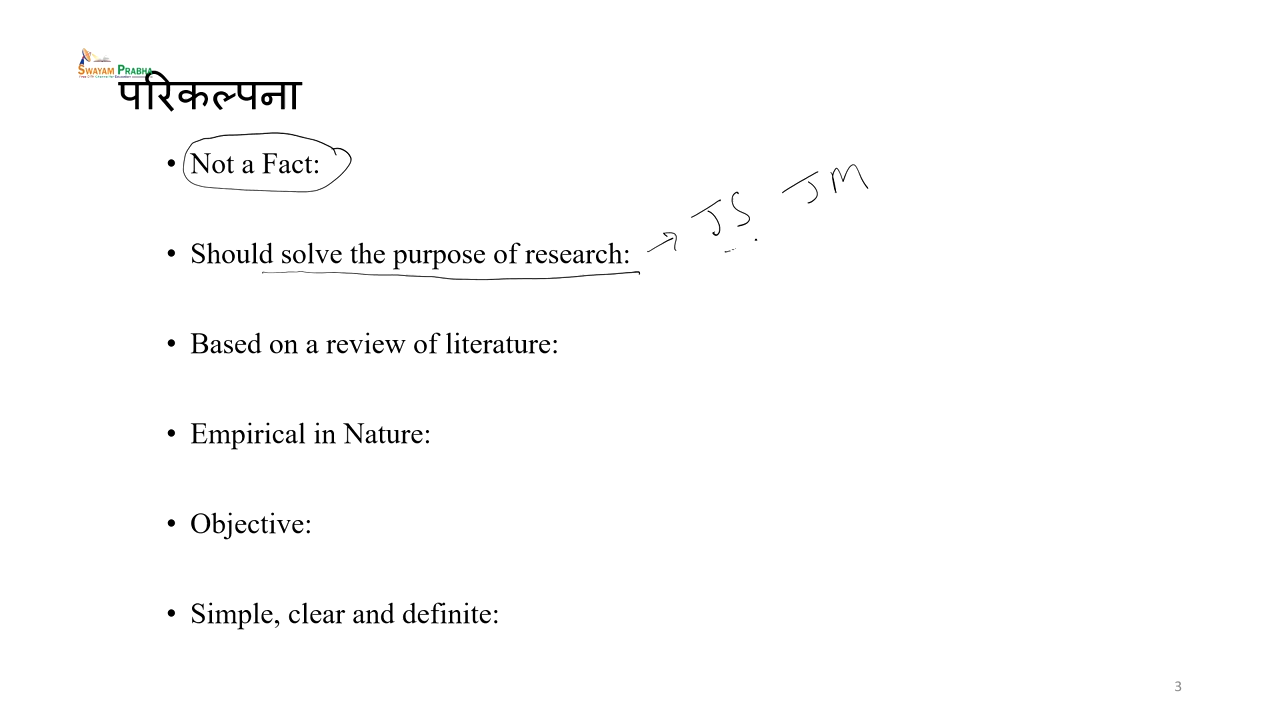 SWAYAM PRABHA
परिकल्पना
• Not a Fact:
JS JM
• Should solve the purpose of research: →
• Based on a review of literature:
• Empirical in Nature:
• Objective:
• Simple, clear and definite:
3